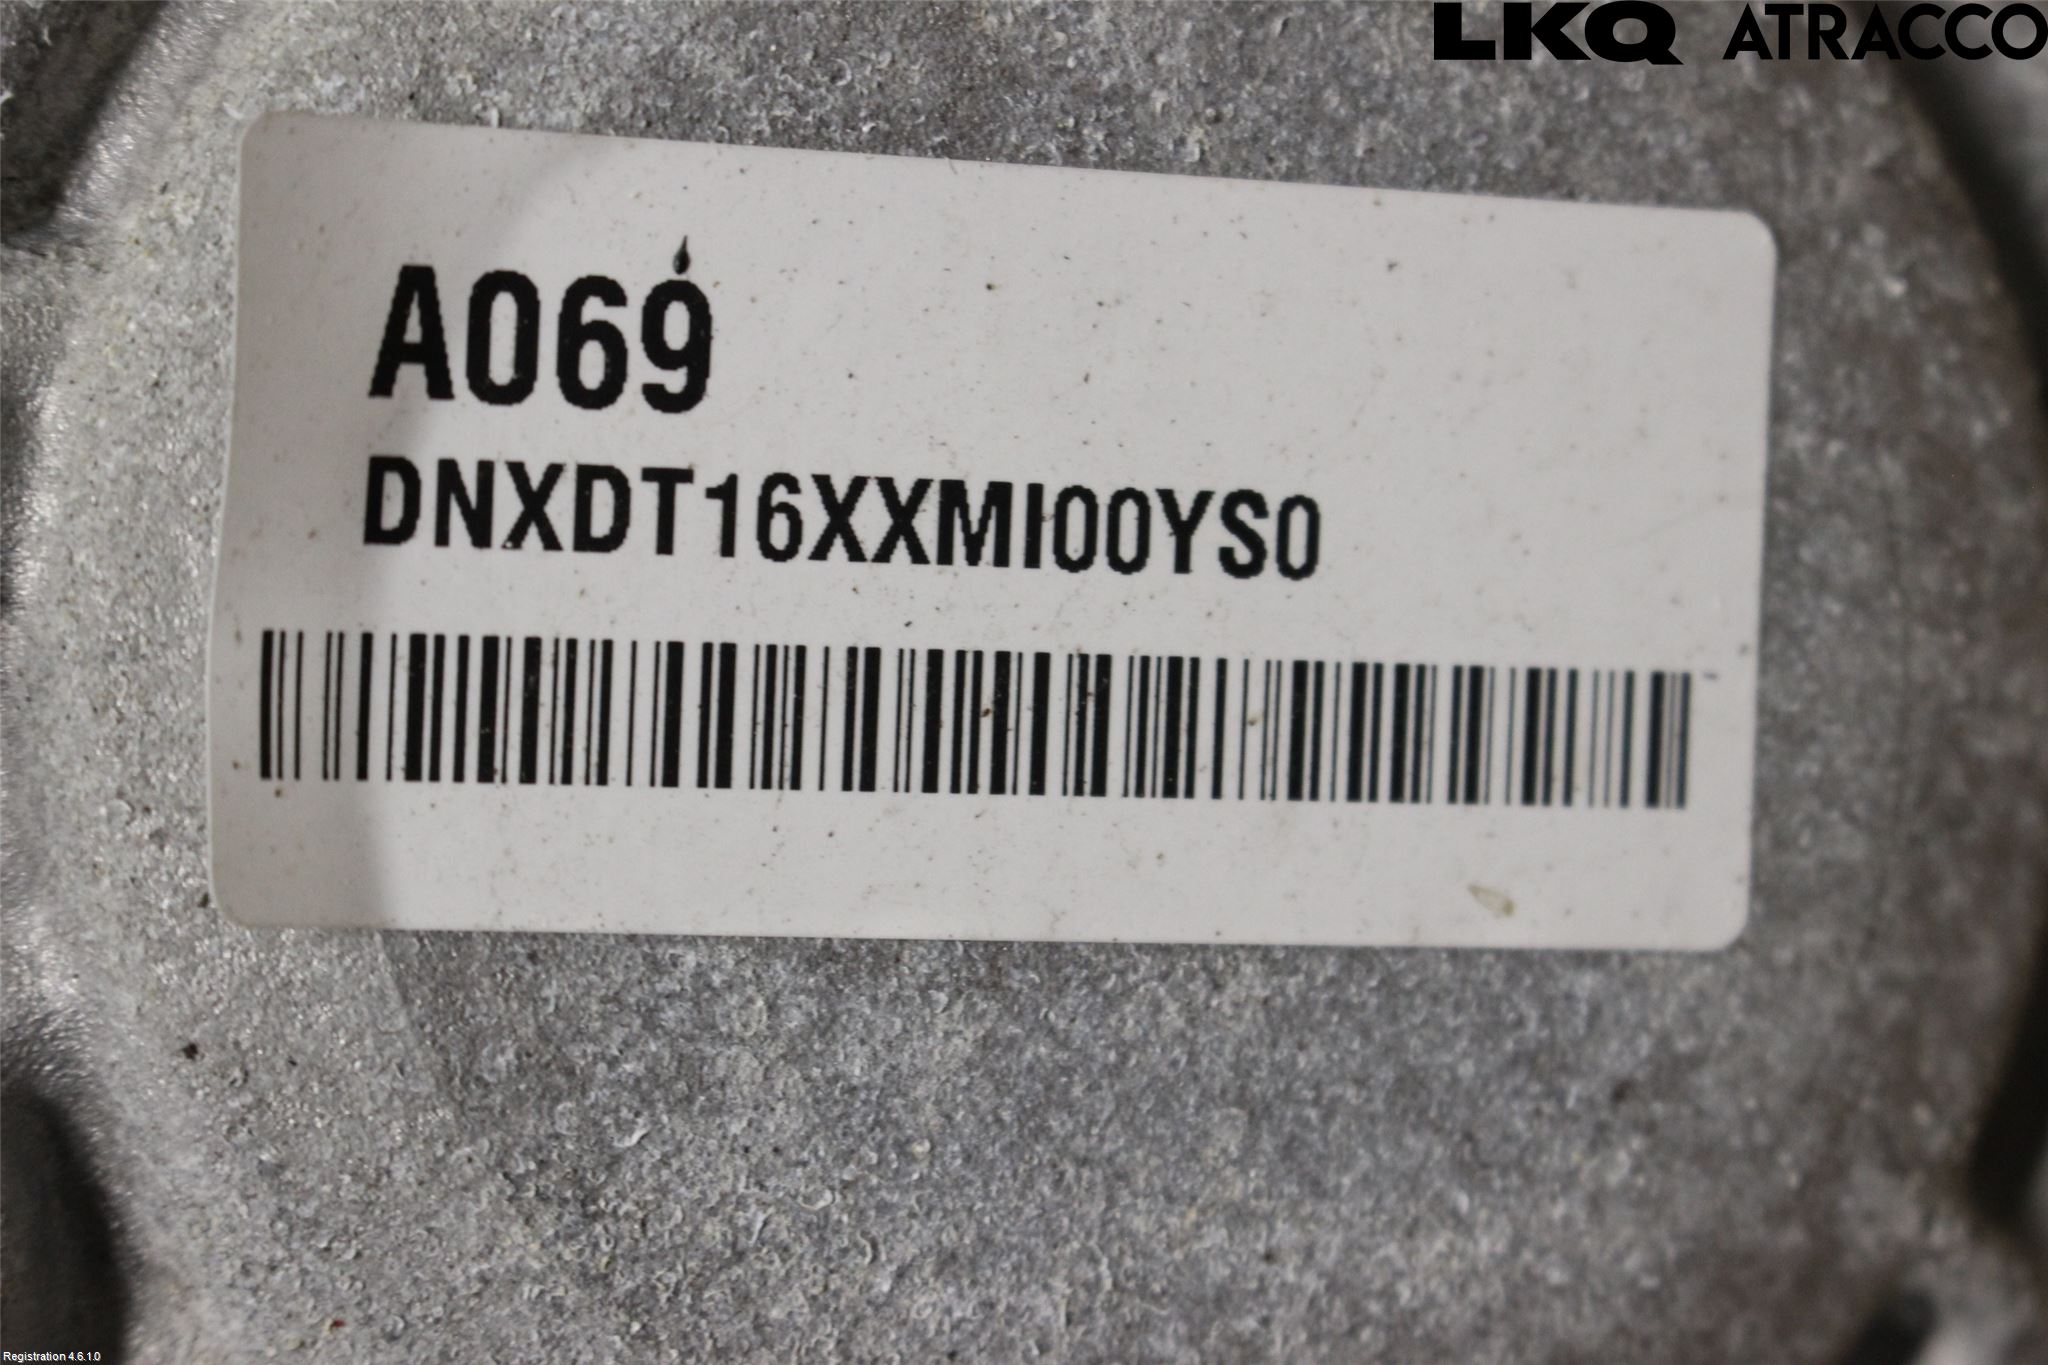 LKQ ATRACCO
A069
DNXDT16XXMI00YS0
Registration 4.6.1.0